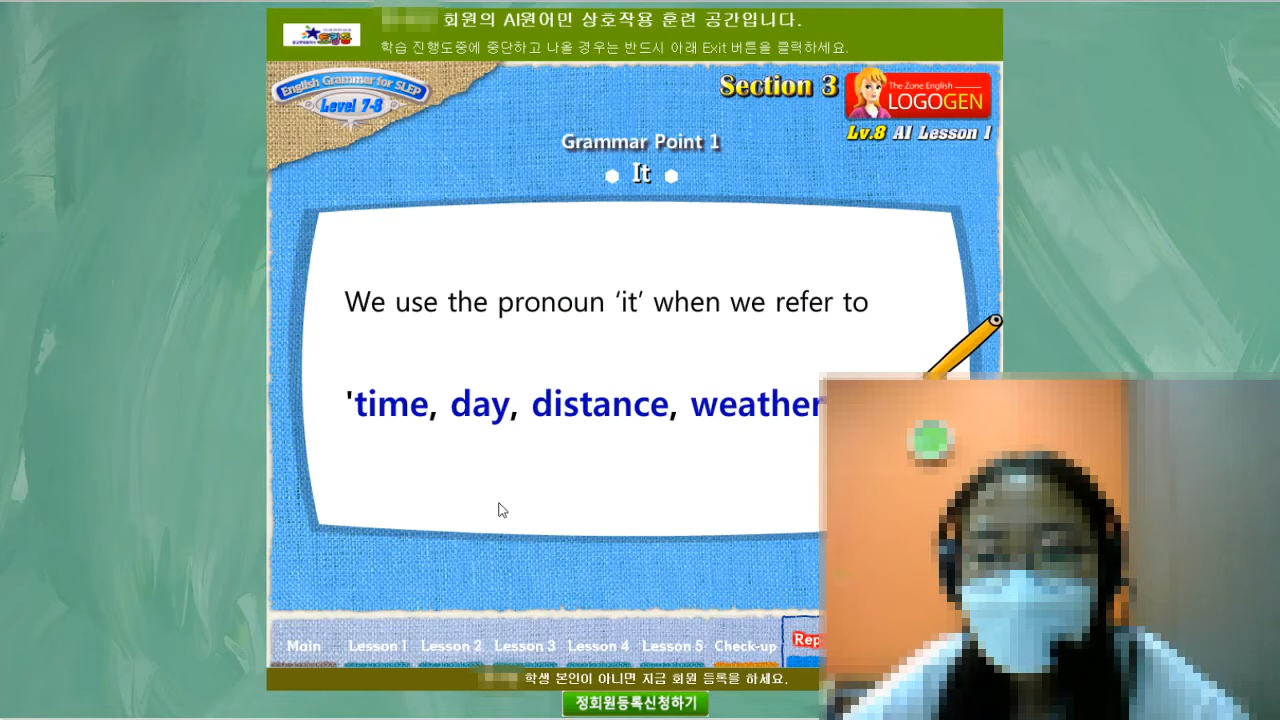 회원의 AI원어민 상호작용 훈련 공간입니다.
학습 진행도중에 중단하고 나올 경우는 반드시 아래 Exit 버튼을 클릭하세요.
English Grammar for SLEP
Level 7-8
Section 3
The Zone English
LOGOGEN
Lv.8 AI Lesson 1
Grammar Point 1
It
We use the pronoun ‘it’ when we refer to
'time, day, distance, weather
Main Lesson 1 Lesson 2 Lesson 3 Lesson 4 Lesson 5 Check-up Rep
학생 본인이 아니면 지금 회원 등록을 하세요.
정회원등록신청하기